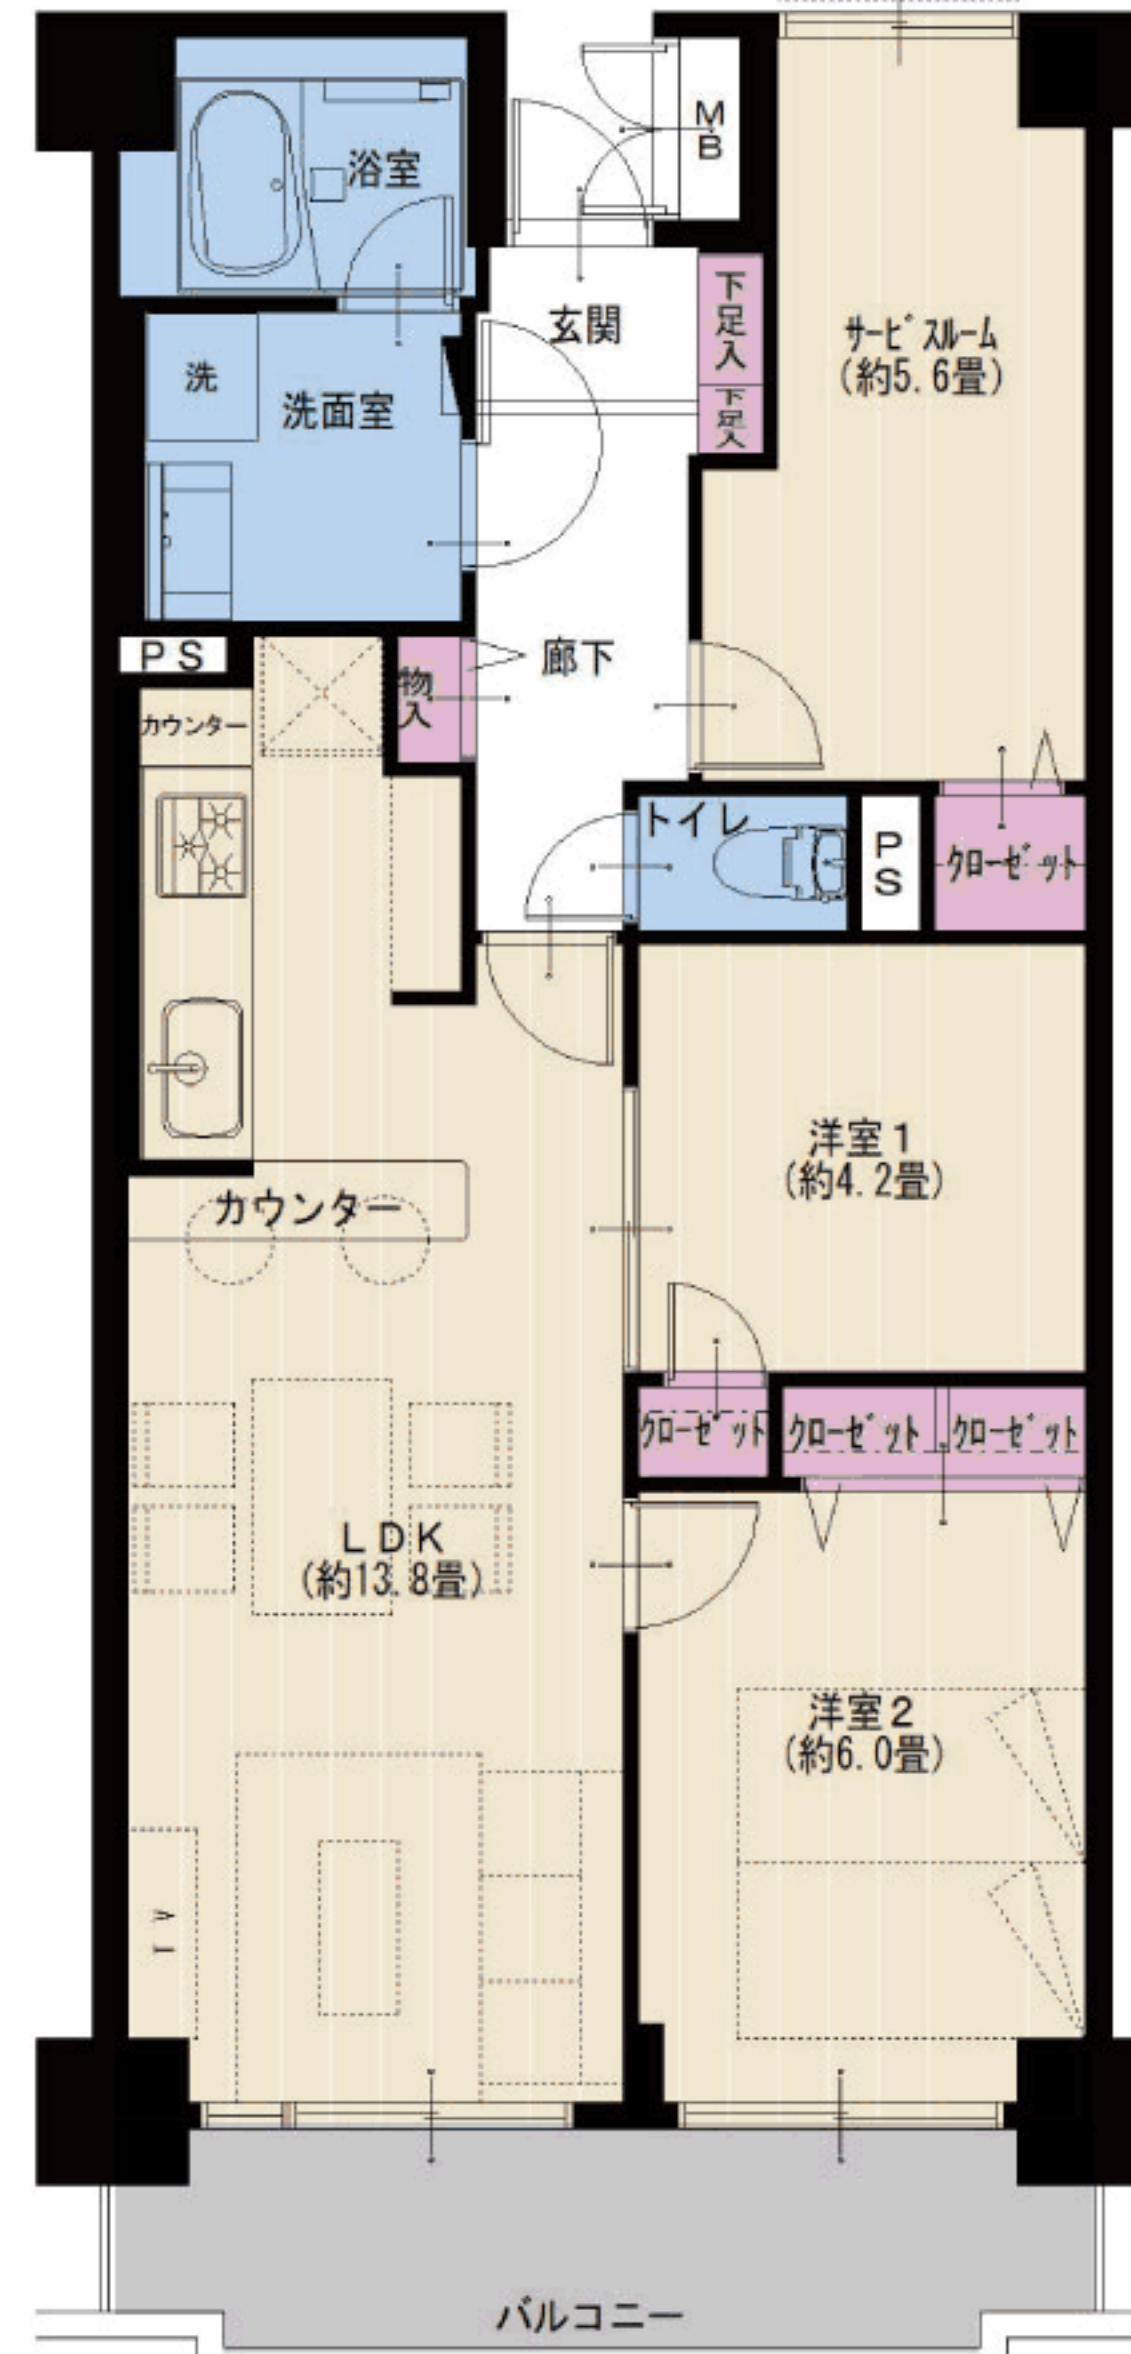 MB
浴室
玄関
下足入
下足入
サービスルーム
(約5.6畳)
洗
洗面室
PS
物入
廊下
カウンター
トイレ
PS
クローゼット
洋室1
(約4.2畳)
カウンター
クローゼット
クローゼット
クローゼット
LDK
(約13.8畳)
洋室2
(約6.0畳)
TV
バルコニー